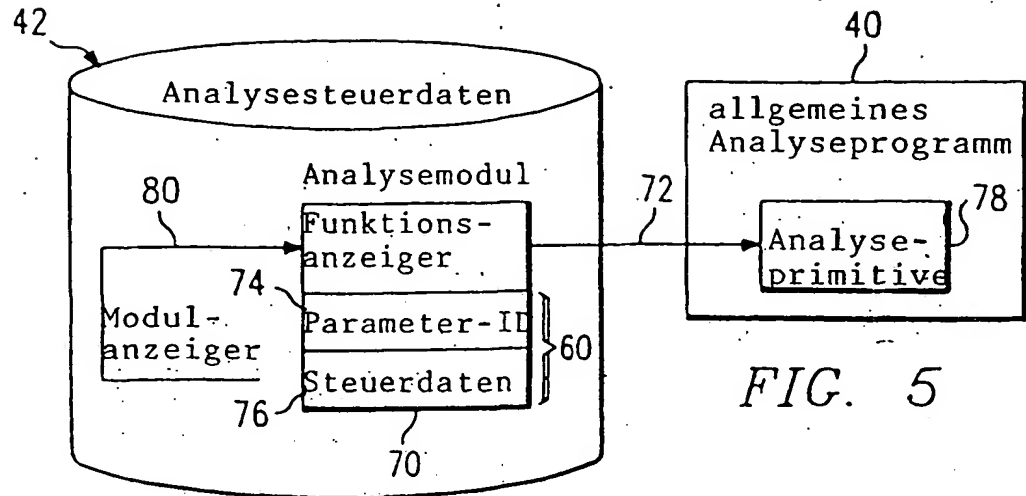 42
40
Analysesteuerdaten
allgemeines
Analyseprogramm
80
Analysemodul
72
78
Funktions-
anzeiger
Analyse-
primitive
74
Modul-
anzeiger
Parameter-ID
60
Steuerdaten
76
70
FIG. 5